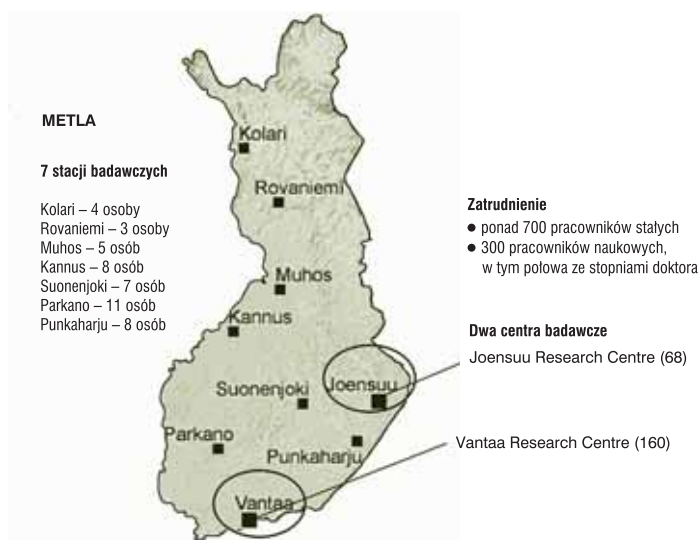 METLA
7 stacji badawczych
Kolari – 4 osoby
Rovaniemi – 3 osoby
Muhos – 5 osób
Kannus – 8 osób
Suonenjoki – 7 osób
Parkano – 11 osób
Punkaharju – 8 osób
Kolari
Rovaniemi
Muhos
Kannus
Suonenjoki
Joensuu
Parkano
Punkaharju
Vantaa
Zatrudnienie
● ponad 700 pracowników stałych
● 300 pracowników naukowych,
w tym połowa ze stopniami doktora
Dwa centra badawcze
Joensuu Research Centre (68)
Vantaa Research Centre (160)